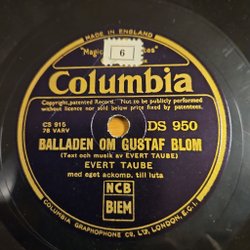 MADE IN ENGLAND
"Magic
6
Columbia
Copyright, patented Record. Not to be publicly performed
without licence nor sold below price fixed by patentees.
CS 915
78 VARV
DS 950
BALLADEN OM GUSTAF BLOM
(Text och musik av EVERT TAUBE)
EVERT TAUBE
med eget ackomp. till luta
NCB
BIEM
COLUMBIA GRAPHOPHONE CO. LTD, LONDON, E.C.1.